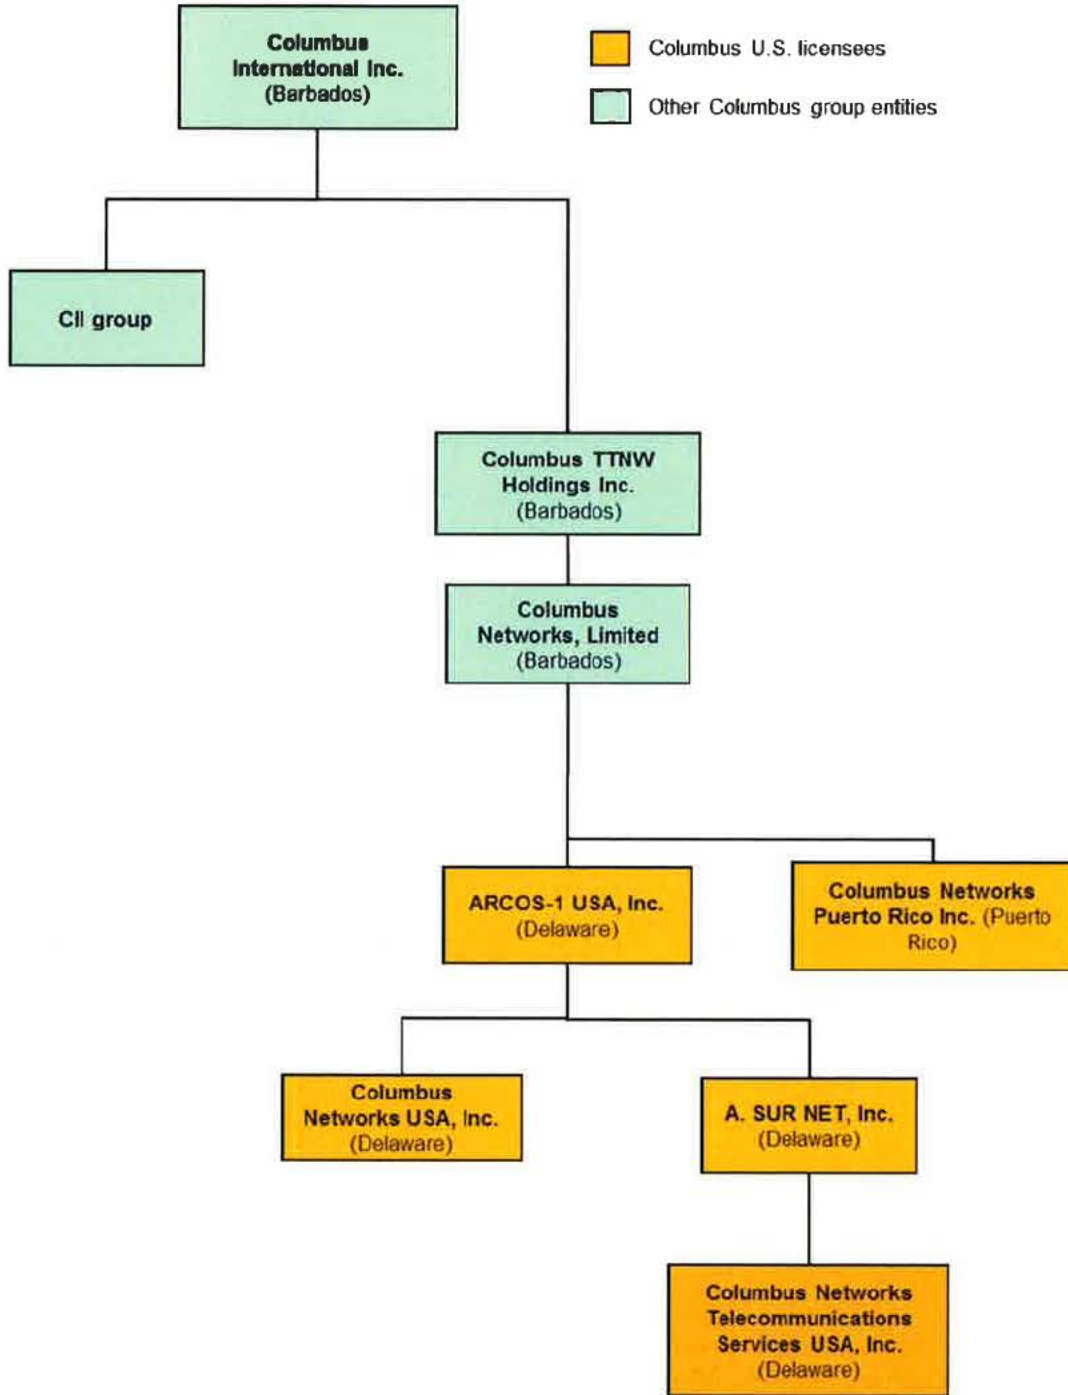 Columbus
International Inc.
(Barbados)
Columbus U.S. licensees
Other Columbus group entities
CII group
Columbus TTNW
Holdings Inc.
(Barbados)
Columbus
Networks, Limited
(Barbados)
ARCOS-1 USA, Inc.
(Delaware)
Columbus Networks
Puerto Rico Inc. (Puerto
Rico)
Columbus
Networks USA, Inc.
(Delaware)
A. SUR NET, Inc.
(Delaware)
Columbus Networks
Telecommunications
Services USA, Inc.
(Delaware)